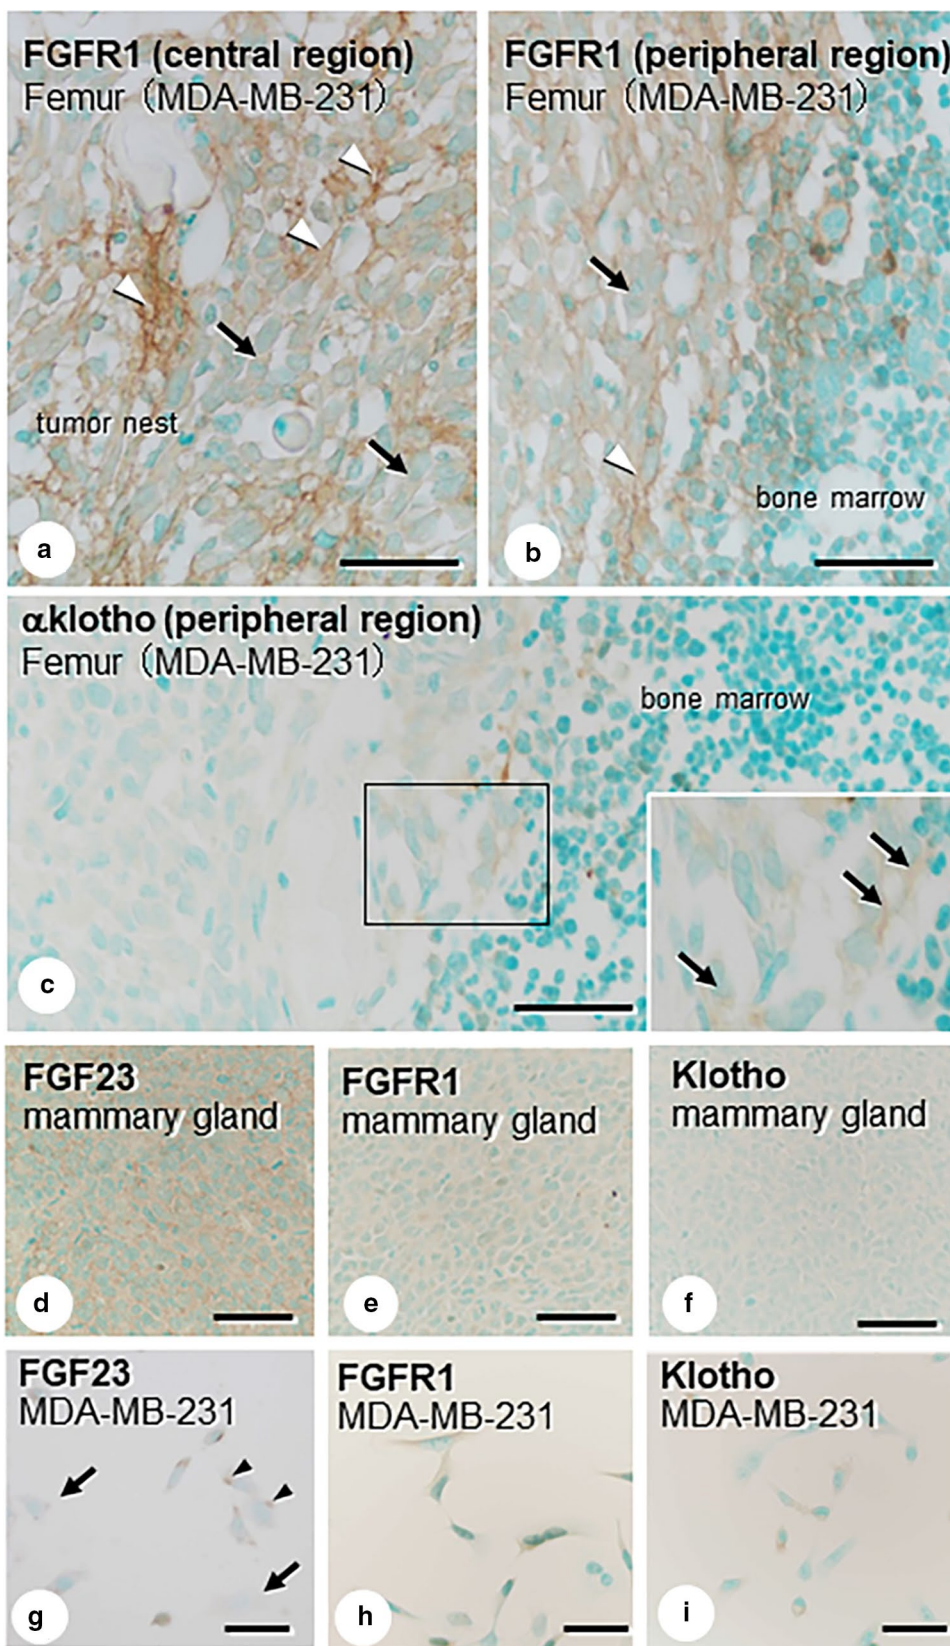 FGFR1 (central region)
Femur（MDA-MB-231）
tumor nest
a
FGFR1 (peripheral region)
Femur（MDA-MB-231）
bone marrow
b
αklotho (peripheral region)
Femur（MDA-MB-231）
bone marrow
c
FGF23
mammary gland
d
FGFR1
mammary gland
e
Klotho
mammary gland
f
FGF23
MDA-MB-231
g
FGFR1
MDA-MB-231
h
Klotho
MDA-MB-231
i